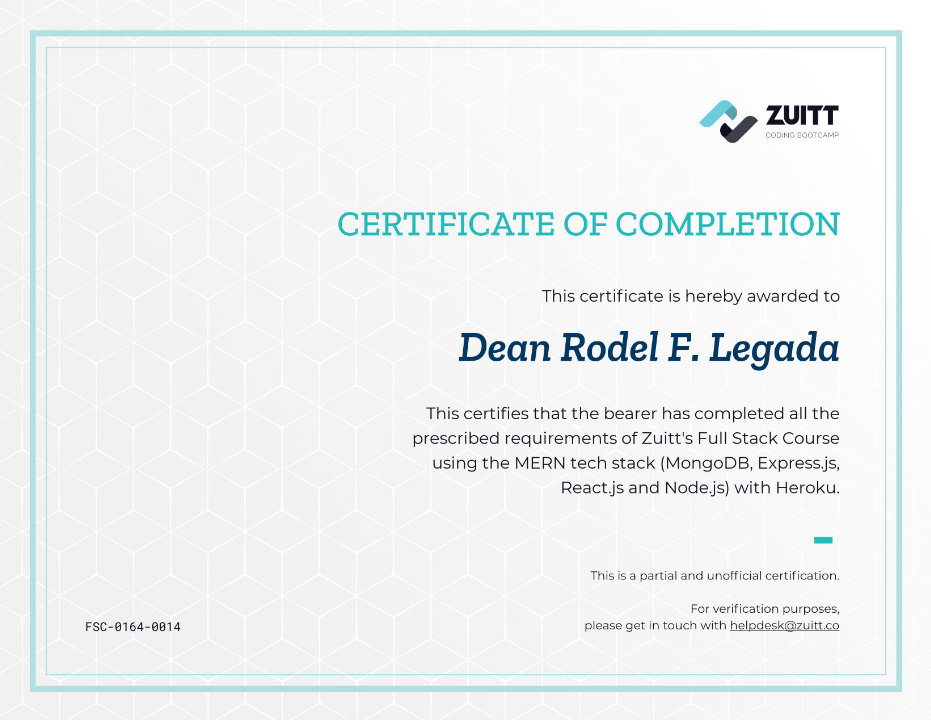 ZUITT
CODING BOOTCAMP
CERTIFICATE OF COMPLETION
This certificate is hereby awarded to
Dean Rodel F. Legada
This certifies that the bearer has completed all the
prescribed requirements of Zuitt's Full Stack Course
using the MERN tech stack (MongoDB, Express.js,
React.js and Node.js) with Heroku.
This is a partial and unofficial certification.
For verification purposes,
please get in touch with helpdesk@zuitt.co
FSC-0164-0014